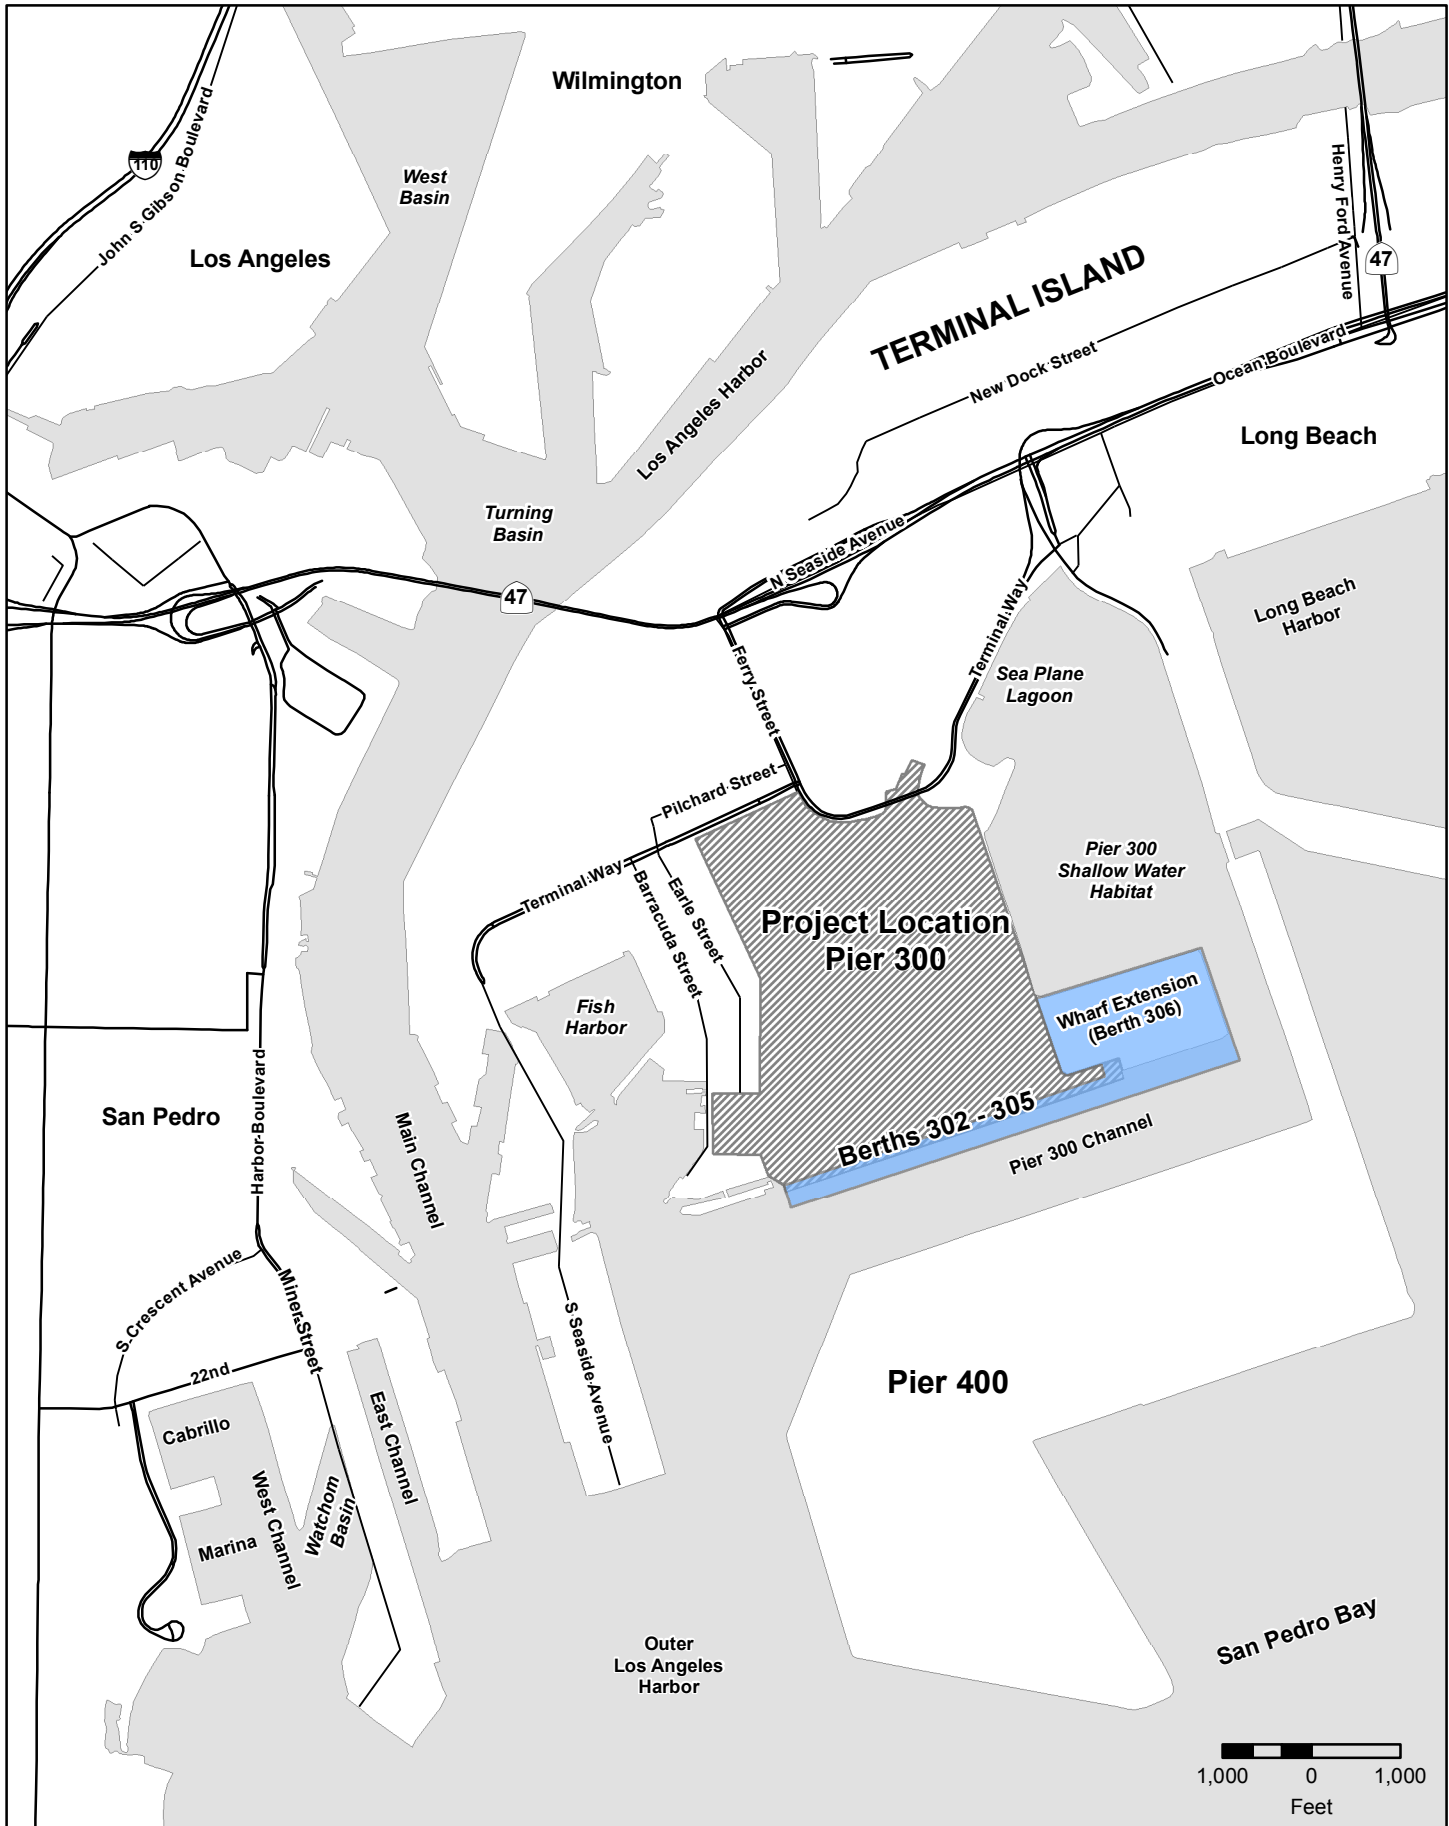 Wilmington
110
John S Gibson Boulevard
West
Basin
Henry Ford Avenue
Los Angeles
TERMINAL ISLAND
47
New Dock Street
Ocean Boulevard
Los Angeles Harbor
Long Beach
Turning
Basin
N Seaside Avenue
47
Long Beach
Harbor
Terminal Way
Ferry Street
Sea Plane
Lagoon
Pilchard Street
Pier 300
Shallow Water
Habitat
Terminal Way
Barracuda Street
Earle Street
Project Location
Pier 300
Fish
Harbor
Wharf Extension
(Berth 306)
San Pedro
Harbor Boulevard
Main Channel
Berths 302 - 305
Pier 300 Channel
S Crescent Avenue
Miner Street
S Seaside Avenue
22nd
Pier 400
Cabrillo
East Channel
West Channel
Watchorn
Basin
Marina
San Pedro Bay
Outer
Los Angeles
Harbor
1,000 0 1,000
Feet